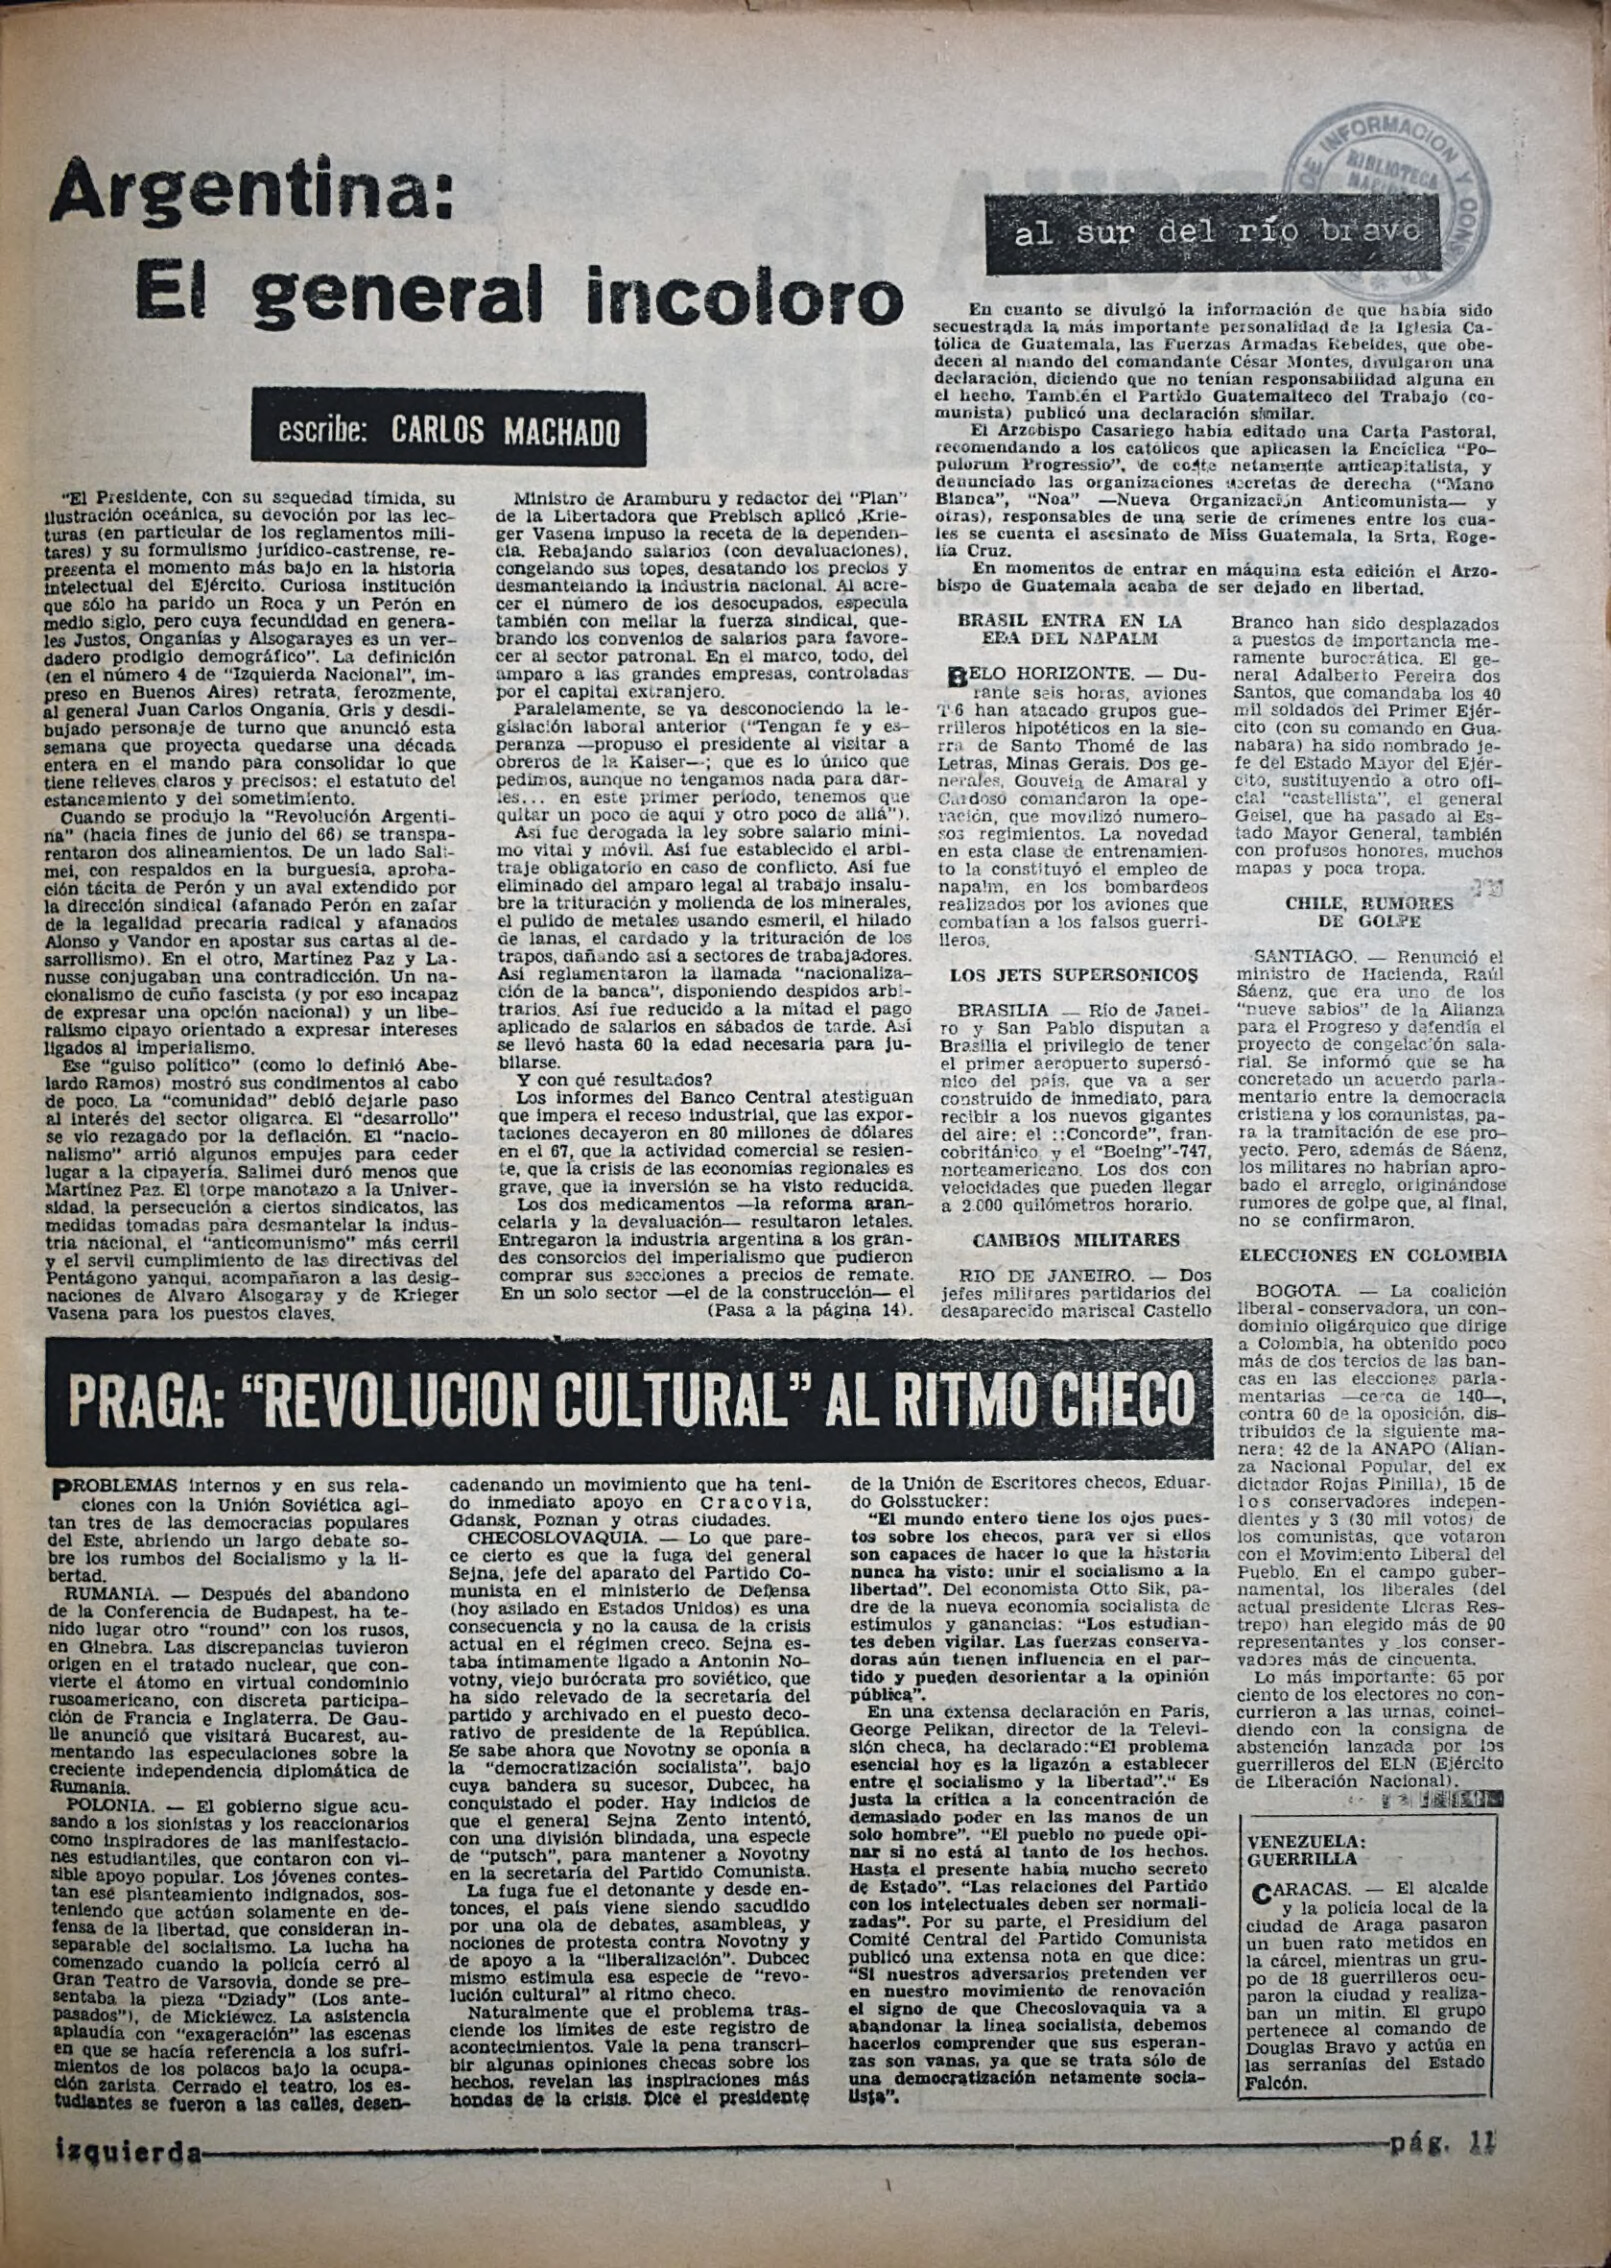 Argentina:
El general incoloro
escribe: CARLOS MACHADO
"El Presidente, con su sequedad tímida, su
ilustración oceánica, su devoción por las lec-
turas (en particular de los reglamentos mili-
tares) y su formulismo jurídico-castrense, re-
presenta el momento más bajo en la historia
intelectual del Ejército. Curiosa institución
que sólo ha parido un Roca y un Perón en
medio siglo, pero cuya fecundidad en genera-
les Justos, Onganías y Alsogarayes es un ver-
dadero prodigio demográfico". La definición
(en el número 4 de "Izquierda Nacional", im-
preso en Buenos Aires) retrata, ferozmente,
al general Juan Carlos Onganía. Gris y desdi-
bujado personaje de turno que anunció esta
semana que proyecta quedarse una década
entera en el mando para consolidar lo que
tiene relieves claros y precisos: el estatuto del
estancamiento y del sometimiento.
Cuando se produjo la "Revolución Argenti-
na" (hacia fines de junio del 66) se transpa-
rentaron dos alineamientos. De un lado Sali-
mei, con respaldos en la burguesía, aproba-
ción tácita de Perón y un aval extendido por
la dirección sindical (afanado Perón en zafar
de la legalidad precaria radical y afanados
Alonso y Vandor en apostar sus cartas al de-
sarrollismo). En el otro, Martínez Paz y La-
nusse conjugaban una contradicción. Un na-
cionalismo de cuño fascista (y por eso incapaz
de expresar una opción nacional) y un libe-
ralismo cipayo orientado a expresar intereses
ligados al imperialismo.
Ese "guiso político" (como lo definió Abe-
lardo Ramos) mostró sus condimentos al cabo
de poco. La "comunidad" debió dejarle paso
al interés del sector oligarca. El "desarrollo"
se vio rezagado por la deflación. El "nacio-
nalismo" arrió algunos empujes para ceder
lugar a la cipayería. Salimei duró menos que
Martínez Paz. El torpe manotazo a la Univer-
sidad, la persecución a ciertos sindicatos, las
medidas tomadas para desmantelar la indus-
tria nacional, el "anticomunismo" más cerril
y el servil cumplimiento de las directivas del
Pentágono yanqui, acompañaron a las desig-
naciones de Alvaro Alsogaray y de Krieger
Vasena para los puestos claves.
Ministro de Aramburu y redactor del "Plan"
de la Libertadora que Prebisch aplicó ,Krie-
ger Vasena impuso la receta de la dependen-
cia. Rebajando salarios (con devaluaciones),
congelando sus topes, desatando los precios y
desmantelando la industria nacional. Al acre-
cer el número de los desocupados, especula
también con mellar la fuerza sindical, que-
brando los convenios de salarios para favore-
cer al sector patronal. En el marco, todo, del
amparo a las grandes empresas, controladas
por el capital extranjero.
Paralelamente, se va desconociendo la le-
gislación laboral anterior ("Tengan fe y es-
peranza —propuso el presidente al visitar a
obreros de la Kaiser—; que es lo único que
pedimos, aunque no tengamos nada para dar-
les... en este primer período, tenemos que
quitar un poco de aquí y otro poco de allá").
Así fue derogada la ley sobre salario míni-
mo vital y móvil. Así fue establecido el arbi-
traje obligatorio en caso de conflicto. Así fue
eliminado del amparo legal al trabajo insalu-
bre la trituración y molienda de los minerales,
el pulido de metales usando esmeril, el hilado
de lanas, el cardado y la trituración de los
trapos, dañando así a sectores de trabajadores.
Así reglamentaron la llamada "nacionaliza-
ción de la banca", disponiendo despidos arbi-
trarios. Así fue reducido a la mitad el pago
aplicado de salarios en sábados de tarde. Así
se llevó hasta 60 la edad necesaria para ju-
bilarse.
Y con qué resultados?
Los informes del Banco Central atestiguan
que impera el receso industrial, que las expor-
taciones decayeron en 80 millones de dólares
en el 67, que la actividad comercial se resien-
te, que la crisis de las economías regionales es
grave, que la inversión se ha visto reducida.
Los dos medicamentos —la reforma aran-
celaria y la devaluación— resultaron letales.
Entregaron la industria argentina a los gran-
des consorcios del imperialismo que pudieron
comprar sus secciones a precios de remate.
En un solo sector —el de la construcción— el
(Pasa a la página 14).
DE INFORMACION Y
BIBLIOTECA
al sur del río bravo
En cuanto se divulgó la información de que había sido
secuestrada la más importante personalidad de la Iglesia Ca-
tólica de Guatemala, las Fuerzas Armadas Rebeldes, que obe-
decen al mando del comandante César Montes, divulgaron una
declaración, diciendo que no tenían responsabilidad alguna en
el hecho. También el Partido Guatemalteco del Trabajo (co-
munista) publicó una declaración similar.
El Arzobispo Casariego había editado una Carta Pastoral,
recomendando a los católicos que aplicasen la Encíclica "Po-
pulorum Progressio", de corte netamente anticapitalista, y
denunciado las organizaciones secretas de derecha ("Mano
Blanca", "Noa" —Nueva Organización Anticomunista— y
otras), responsables de una serie de crímenes entre los cua-
les se cuenta el asesinato de Miss Guatemala, la Srta. Roge-
lia Cruz.
En momentos de entrar en máquina esta edición el Arzo-
bispo de Guatemala acaba de ser dejado en libertad.
BRASIL ENTRA EN LA
ERA DEL NAPALM
BELO HORIZONTE. — Du-
rante seis horas, aviones
T6 han atacado grupos gue-
rrilleros hipotéticos en la sie-
rra de Santo Thomé de las
Letras, Minas Gerais. Dos ge-
nerales, Gouveia de Amaral y
Cardoso comandaron la ope-
ración, que movilizó numero-
sos regimientos. La novedad
en esta clase de entrenamien-
to la constituyó el empleo de
napalm, en los bombardeos
realizados por los aviones que
combatían a los falsos guerri-
lleros.
LOS JETS SUPERSONICOS
BRASILIA — Río de Janei-
ro y San Pablo disputan a
Brasilia el privilegio de tener
el primer aeropuerto supersó-
nico del país, que va a ser
construido de inmediato, para
recibir a los nuevos gigantes
del aire: el ::Concorde", fran-
cobritánico y el "Boeing"-747,
norteamericano. Los dos con
velocidades que pueden llegar
a 2.000 quilómetros horario.
CAMBIOS MILITARES
RIO DE JANEIRO. — Dos
jefes militares partidarios del
desaparecido mariscal Castello
Branco han sido desplazados
a puestos de importancia me-
ramente burocrática. El ge-
neral Adalberto Pereira dos
Santos, que comandaba los 40
mil soldados del Primer Ejér-
cito (con su comando en Gua-
nabara) ha sido nombrado je-
fe del Estado Mayor del Ejér-
cito, sustituyendo a otro ofi-
cial "castellista", el general
Geisel, que ha pasado al Es-
tado Mayor General, también
con profusos honores, muchos
mapas y poca tropa.
CHILE, RUMORES
DE GOLPE
SANTIAGO. — Renunció el
ministro de Hacienda, Raúl
Sáenz, que era uno de los
"nueve sabios" de la Alianza
para el Progreso y defendía el
proyecto de congelación sala-
rial. Se informó que se ha
concretado un acuerdo parla-
mentario entre la democracia
cristiana y los comunistas, pa-
ra la tramitación de ese pro-
yecto. Pero, además de Sáenz,
los militares no habrían apro-
bado el arreglo, originándose
rumores de golpe que, al final,
no se confirmaron.
ELECCIONES EN COLOMBIA
BOGOTA. — La coalición
liberal - conservadora, un con-
dominio oligárquico que dirige
a Colombia, ha obtenido poco
más de dos tercios de las ban-
cas en las elecciones parla-
mentarias —cerca de 140—,
contra 60 de la oposición, dis-
tribuidos de la siguiente ma-
nera: 42 de la ANAPO (Alian-
za Nacional Popular, del ex
dictador Rojas Pinilla), 15 de
los conservadores indepen-
dientes y 3 (30 mil votos) de
los comunistas, que votaron
con el Movimiento Liberal del
Pueblo. En el campo guber-
namental, los liberales (del
actual presidente Lleras Res-
trepo) han elegido más de 90
representantes y los conser-
vadores más de cincuenta.
Lo más importante: 65 por
ciento de los electores no con-
currieron a las urnas, coinci-
diendo con la consigna de
abstención lanzada por los
guerrilleros del ELN (Ejército
de Liberación Nacional).
VENEZUELA:
GUERRILLA
CARACAS. — El alcalde
y la policía local de la
ciudad de Araga pasaron
un buen rato metidos en
la cárcel, mientras un gru-
po de 18 guerrilleros ocu-
paron la ciudad y realiza-
ban un mitin. El grupo
pertenece al comando de
Douglas Bravo y actúa en
las serranías del Estado
Falcón.
PRAGA: "REVOLUCION CULTURAL" AL RITMO CHECO
PROBLEMAS internos y en sus rela-
ciones con la Unión Soviética agi-
tan tres de las democracias populares
del Este, abriendo un largo debate so-
bre los rumbos del Socialismo y la li-
bertad.
RUMANIA. — Después del abandono
de la Conferencia de Budapest, ha te-
nido lugar otro "round" con los rusos,
en Ginebra. Las discrepancias tuvieron
origen en el tratado nuclear, que con-
vierte el átomo en virtual condominio
rusoamericano, con discreta participa-
ción de Francia e Inglaterra. De Gau-
lle anunció que visitará Bucarest, au-
mentando las especulaciones sobre la
creciente independencia diplomática de
Rumania.
POLONIA. — El gobierno sigue acu-
sando a los sionistas y los reaccionarios
como inspiradores de las manifestacio-
nes estudiantiles, que contaron con vi-
sible apoyo popular. Los jóvenes contes-
tan ese planteamiento indignados, sos-
teniendo que actúan solamente en de-
fensa de la libertad, que consideran in-
separable del socialismo. La lucha ha
comenzado cuando la policía cerró al
Gran Teatro de Varsovia, donde se pre-
sentaba la pieza "Dziady" (Los ante-
pasados"), de Mickiewcz. La asistencia
aplaudía con "exageración" las escenas
en que se hacía referencia a los sufri-
mientos de los polacos bajo la ocupa-
ción zarista. Cerrado el teatro, los es-
tudiantes se fueron a las calles, desen-
cadenando un movimiento que ha teni-
do inmediato apoyo en Cracovia,
Gdansk, Poznan y otras ciudades.
CHECOSLOVAQUIA. — Lo que pare-
ce cierto es que la fuga del general
Sejna, jefe del aparato del Partido Co-
munista en el ministerio de Defensa
(hoy asilado en Estados Unidos) es una
consecuencia y no la causa de la crisis
actual en el régimen creco. Sejna es-
taba íntimamente ligado a Antonin No-
votny, viejo burócrata pro soviético, que
ha sido relevado de la secretaría del
partido y archivado en el puesto deco-
rativo de presidente de la República.
Se sabe ahora que Novotny se oponía a
la "democratización socialista", bajo
cuya bandera su sucesor, Dubcec, ha
conquistado el poder. Hay indicios de
que el general Sejna Zento intentó,
con una división blindada, una especie
de "putsch", para mantener a Novotny
en la secretaría del Partido Comunista.
La fuga fue el detonante y desde en-
tonces, el país viene siendo sacudido
por una ola de debates, asambleas, y
nociones de protesta contra Novotny y
de apoyo a la "liberalización". Dubcec
mismo estimula esa especie de "revo-
lución cultural" al ritmo checo.
Naturalmente que el problema tras-
ciende los límites de este registro de
acontecimientos. Vale la pena transcri-
bir algunas opiniones checas sobre los
hechos, revelan las inspiraciones más
hondas de la crisis. Dice el presidente
de la Unión de Escritores checos, Eduar-
do Golsstucker:
"El mundo entero tiene los ojos pues-
tos sobre los checos, para ver si ellos
son capaces de hacer lo que la historia
nunca ha visto: unir el socialismo a la
libertad". Del economista Otto Sik, pa-
dre de la nueva economía socialista de
estímulos y ganancias: "Los estudian-
tes deben vigilar. Las fuerzas conserva-
doras aún tienen influencia en el par-
tido y pueden desorientar a la opinión
pública".
En una extensa declaración en París,
George Pelikan, director de la Televi-
sión checa, ha declarado:"El problema
esencial hoy es la ligazón a establecer
entre el socialismo y la libertad"." Es
justa la crítica a la concentración de
demasiado poder en las manos de un
solo hombre". "El pueblo no puede opi-
nar si no está al tanto de los hechos.
Hasta el presente había mucho secreto
de Estado". "Las relaciones del Partido
con los intelectuales deben ser normali-
zadas". Por su parte, el Presidium del
Comité Central del Partido Comunista
publicó una extensa nota en que dice:
"Si nuestros adversarios pretenden ver
en nuestro movimiento de renovación
el signo de que Checoslovaquia va a
abandonar la línea socialista, debemos
hacerlos comprender que sus esperan-
zas son vanas, ya que se trata sólo de
una democratización netamente socia-
lista".
izquierda
pág. 11